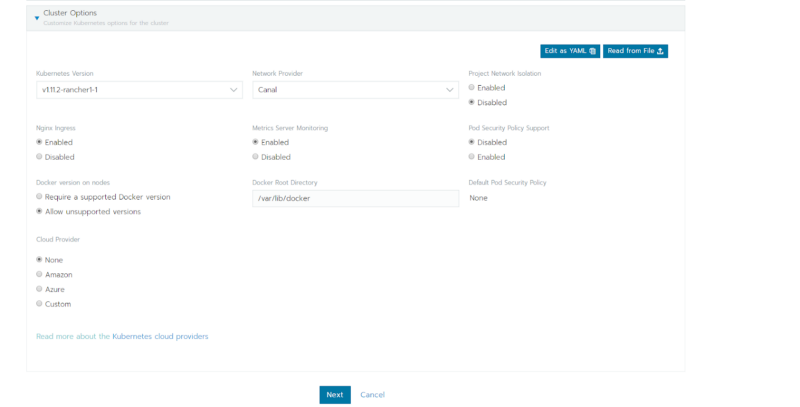 Cluster Options
Customize Kubernetes options for the cluster
Edit as YAML
Read from File
Kubernetes Version
Network Provider
Project Network Isolation
v1.11.2-rancher1-1
Canal
Enabled
Disabled
Nginx Ingress
Metrics Server Monitoring
Pod Security Policy Support
Enabled
Enabled
Disabled
Disabled
Disabled
Enabled
Docker version on nodes
Docker Root Directory
Default Pod Security Policy
Require a supported Docker version
/var/lib/docker
None
Allow unsupported versions
Cloud Provider
None
Amazon
Azure
Custom
Read more about the Kubernetes cloud providers
Next
Cancel